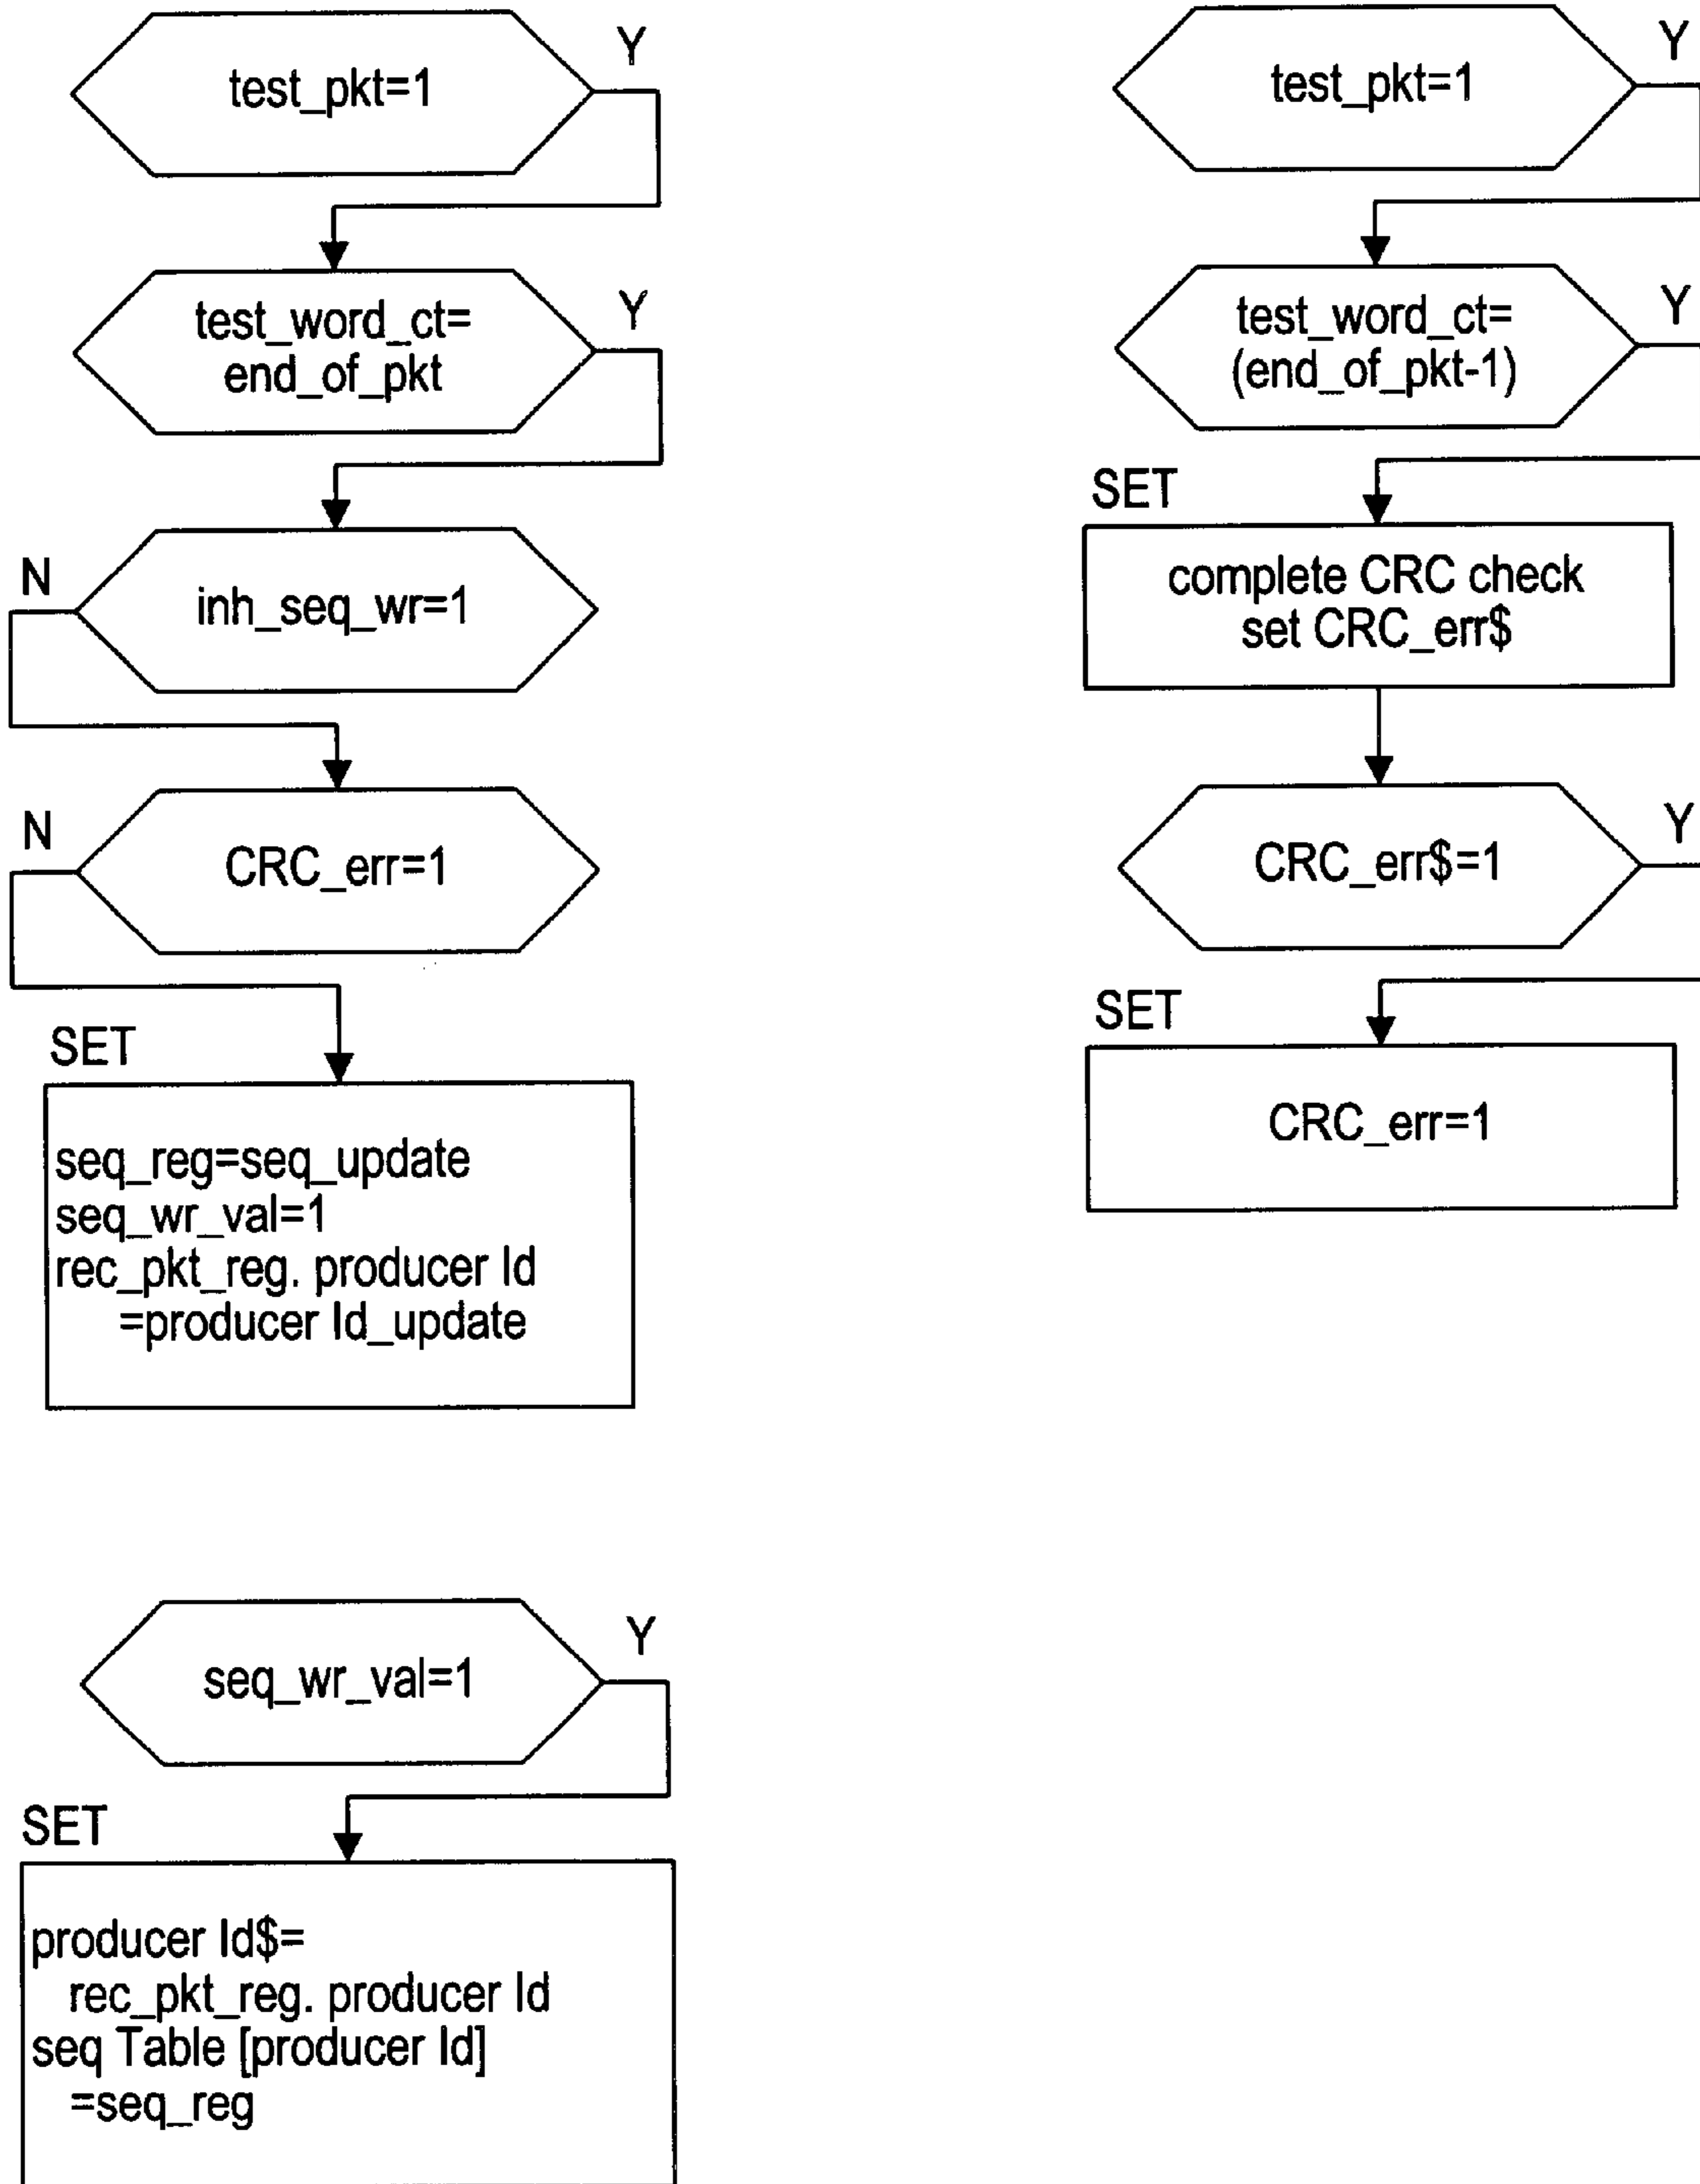 test_pkt=1
Y
test_word_ct=
end_of_pkt
Y
inh_seq_wr=1
N
CRC_err=1
N
SET
seq_reg=seq_update
seq_wr_val=1
rec_pkt_reg. producer Id
=producer Id_update
test_pkt=1
Y
test_word_ct=
(end_of_pkt-1)
Y
SET
complete CRC check
set CRC_err$
CRC_err$=1
Y
SET
CRC_err=1
seq_wr_val=1
Y
SET
producer Id$=
rec_pkt_reg. producer Id
seq Table [producer Id]
=seq_reg